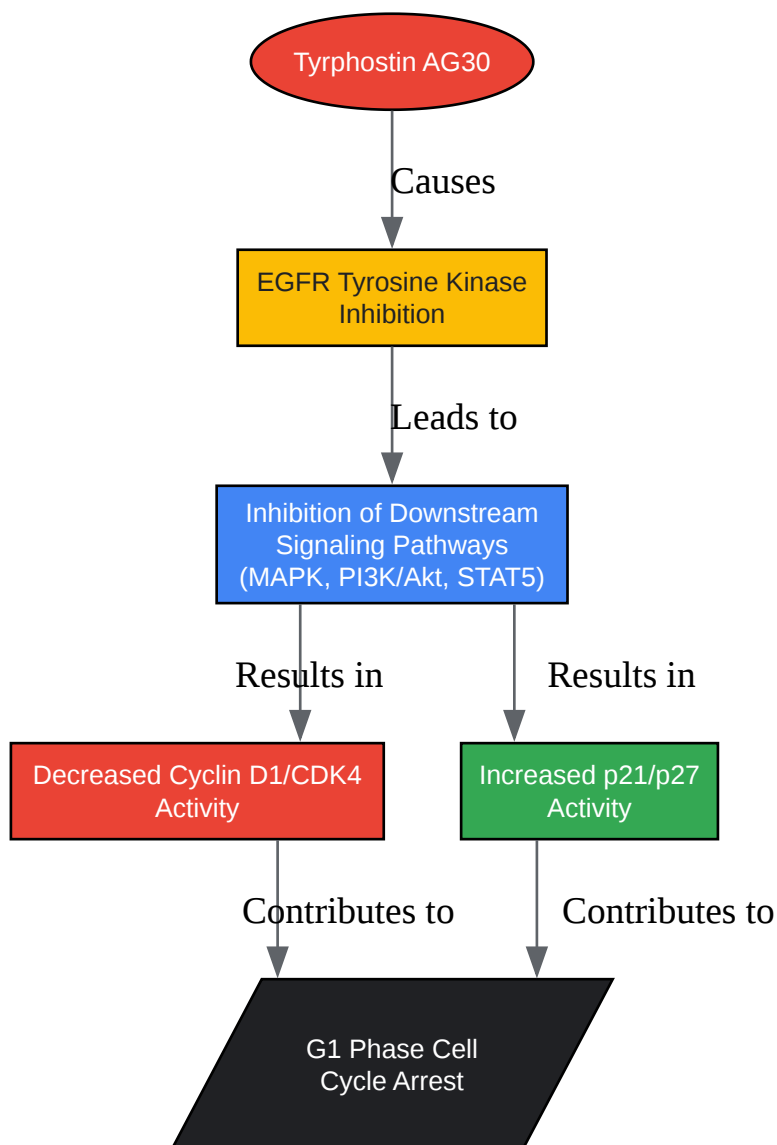 Tyrphostin AG30
Causes
EGFR Tyrosine Kinase
Inhibition
Leads to
Inhibition of Downstream
Signaling Pathways
(MAPK, PI3K/Akt, STAT5)
Results in
Results in
Decreased Cyclin D1/CDK4
Activity
Increased p21/p27
Activity
Contributes to
Contributes to
G1 Phase Cell
Cycle Arrest